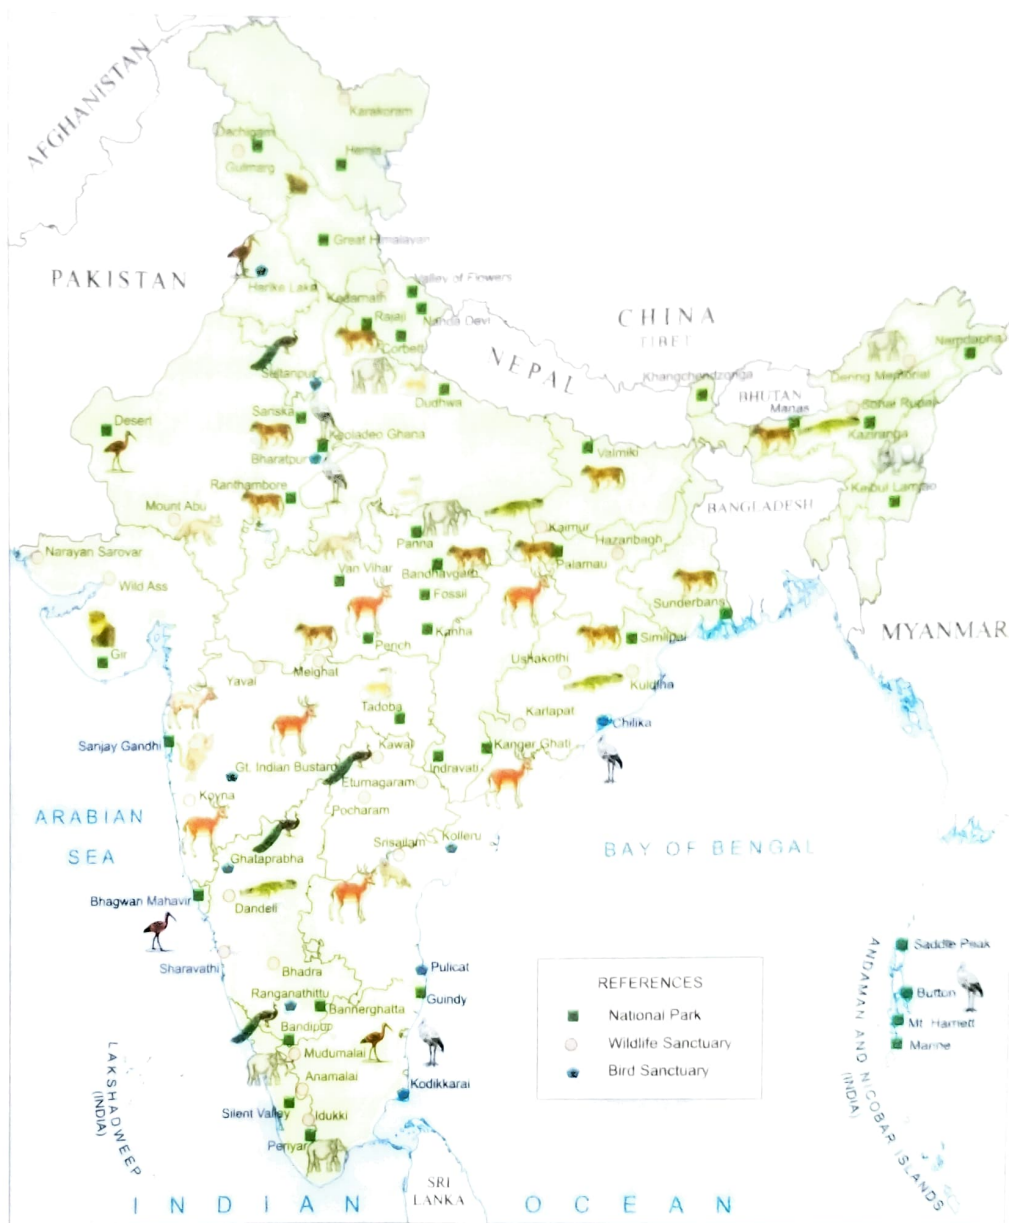 AFGHANISTAN
Karakoram
Dachigam
Hemis
Gulmarg
Great Himalayan
PAKISTAN
Harike Lake
Valley of Flowers
Kedarnath
Nanda Devi
Rajaji
Corbett
CHINA
TIBET
NEPAL
Namdapha
Sultanpur
Khangchendzonga
Dering Memorial
BHUTAN
Dudhwa
Manas
Sonai Rupai
Desert
Sariska
Keoladeo Ghana
Kaziranga
Bharatpur
Valmiki
Ranthambore
Keibul Lamjao
Mount Abu
BANGLADESH
Kaimur
Panna
Hazaribagh
Narayan Sarovar
Van Vihar
Bandhavgarh
Palamau
Wild Ass
Fossil
Sunderbans
Kanha
MYANMAR
Pench
Similipal
Gir
Ushakothi
Yaval
Melghat
Kuldiha
Tadoba
Karlapat
Chilika
Sanjay Gandhi
Kawal
Kanger Ghati
Gt. Indian Bustard
Indravati
Eturnagaram
Koyna
Pocharam
ARABIAN
SEA
Srisailam
Kolleru
BAY OF BENGAL
Ghataprabha
Bhagwan Mahavir
Dandeli
Sharavathi
Bhadra
Pulicat
Ranganathittu
Guindy
Bannerghatta
Bandipur
Mudumalai
Anamalai
Kodikkarai
Silent Valley
Idukki
Periyar
REFERENCES
National Park
Wildlife Sanctuary
Bird Sanctuary
Saddle Peak
Button
Mt. Harriett
Marine
ANDAMAN AND NICOBAR ISLANDS
(INDIA)
LAKSHADWEEP
(INDIA)
SRI
LANKA
INDIAN OCEAN